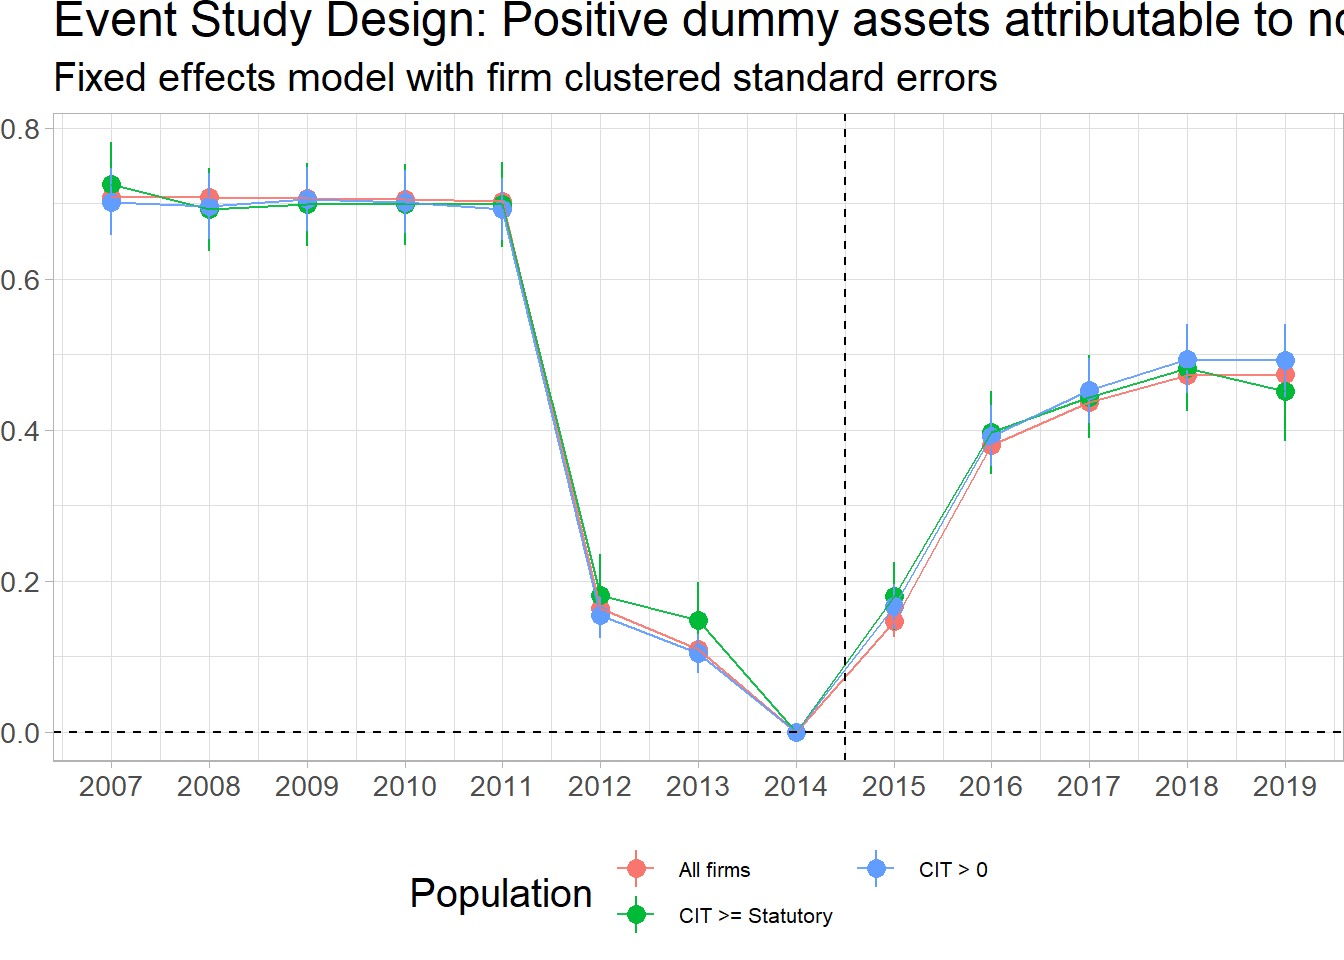 Event Study Design: Positive dummy assets attributable to
Fixed effects model with firm clustered standard errors
0.8
0.6
0.4
0.2
0.0
2007 2008 2009 2010 2011 2012 2013 2014 2015 2016 2017 2018 2019
Population
All firms
CIT > 0
CIT >= Statutory